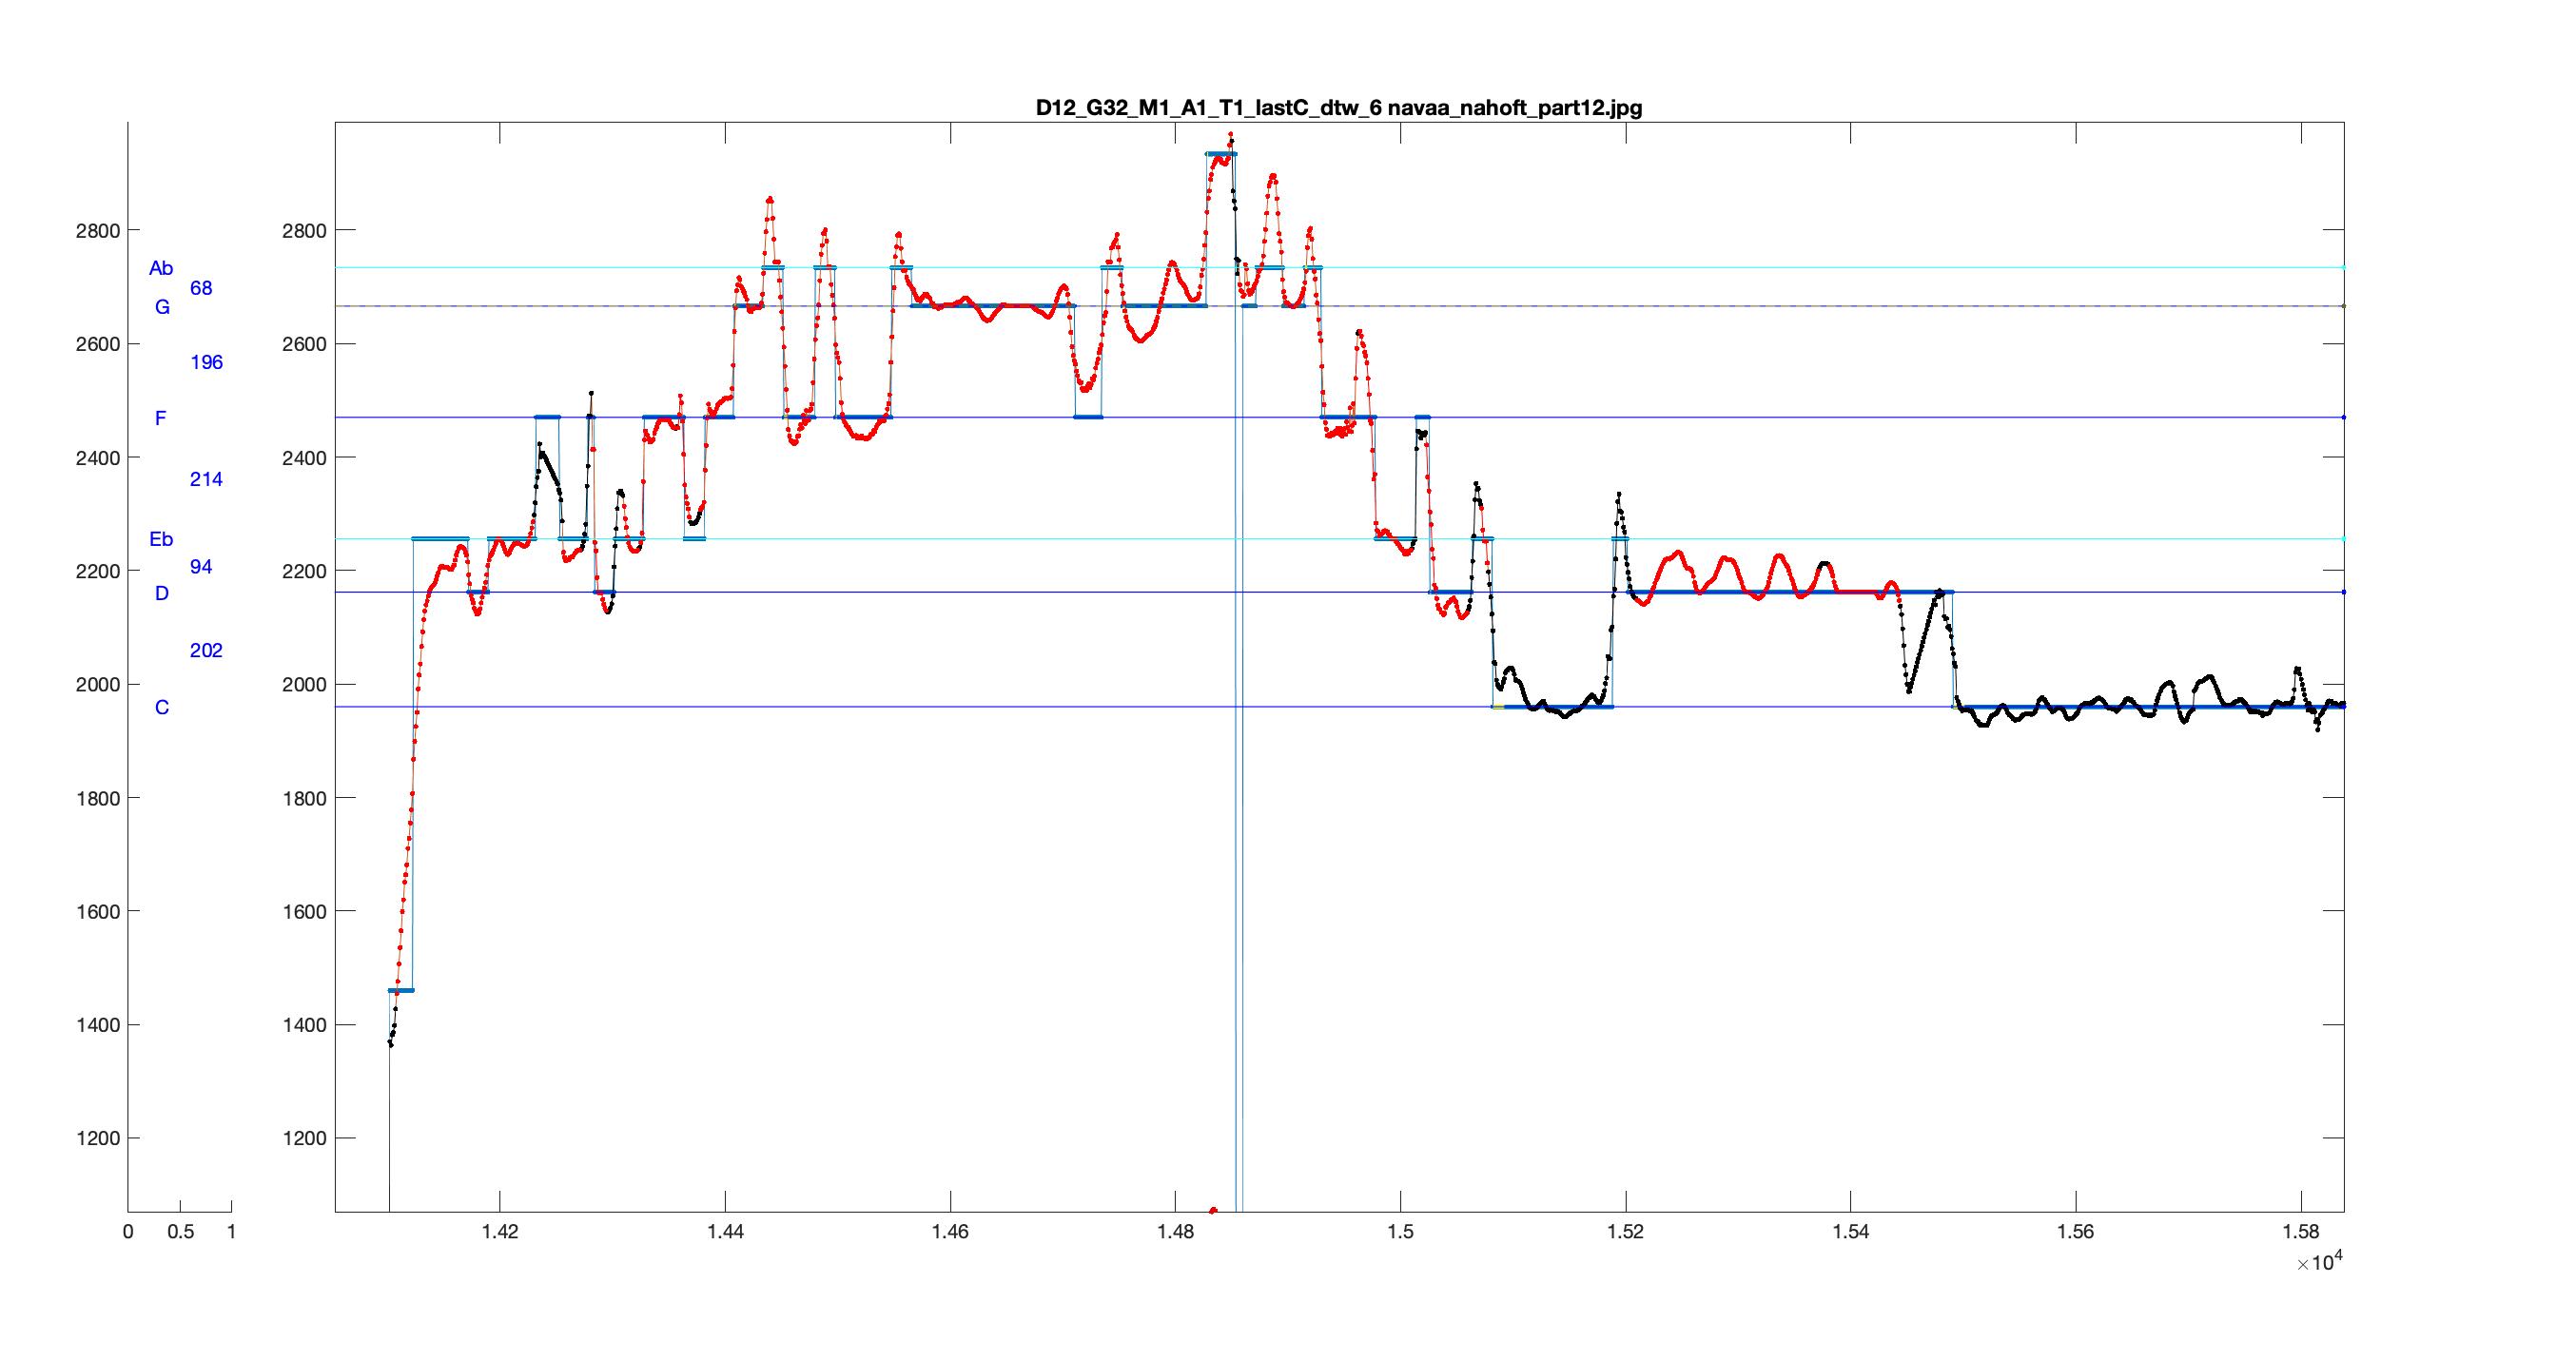 D12_G32_M1_A1_T1_lastC_dtw_6 navaa_nahoft_part12.jpg
2800 2800
Ab
68
G
2600 2600
196
F
2400 2400
214
Eb
94
2200 2200
D
202
2000 2000
C
1800 1800
1600 1600
1400 1400
1200 1200
0 0.5 1 1.42 1.44 1.46 1.48 1.5 1.52 1.54 1.56 1.58
×10^4